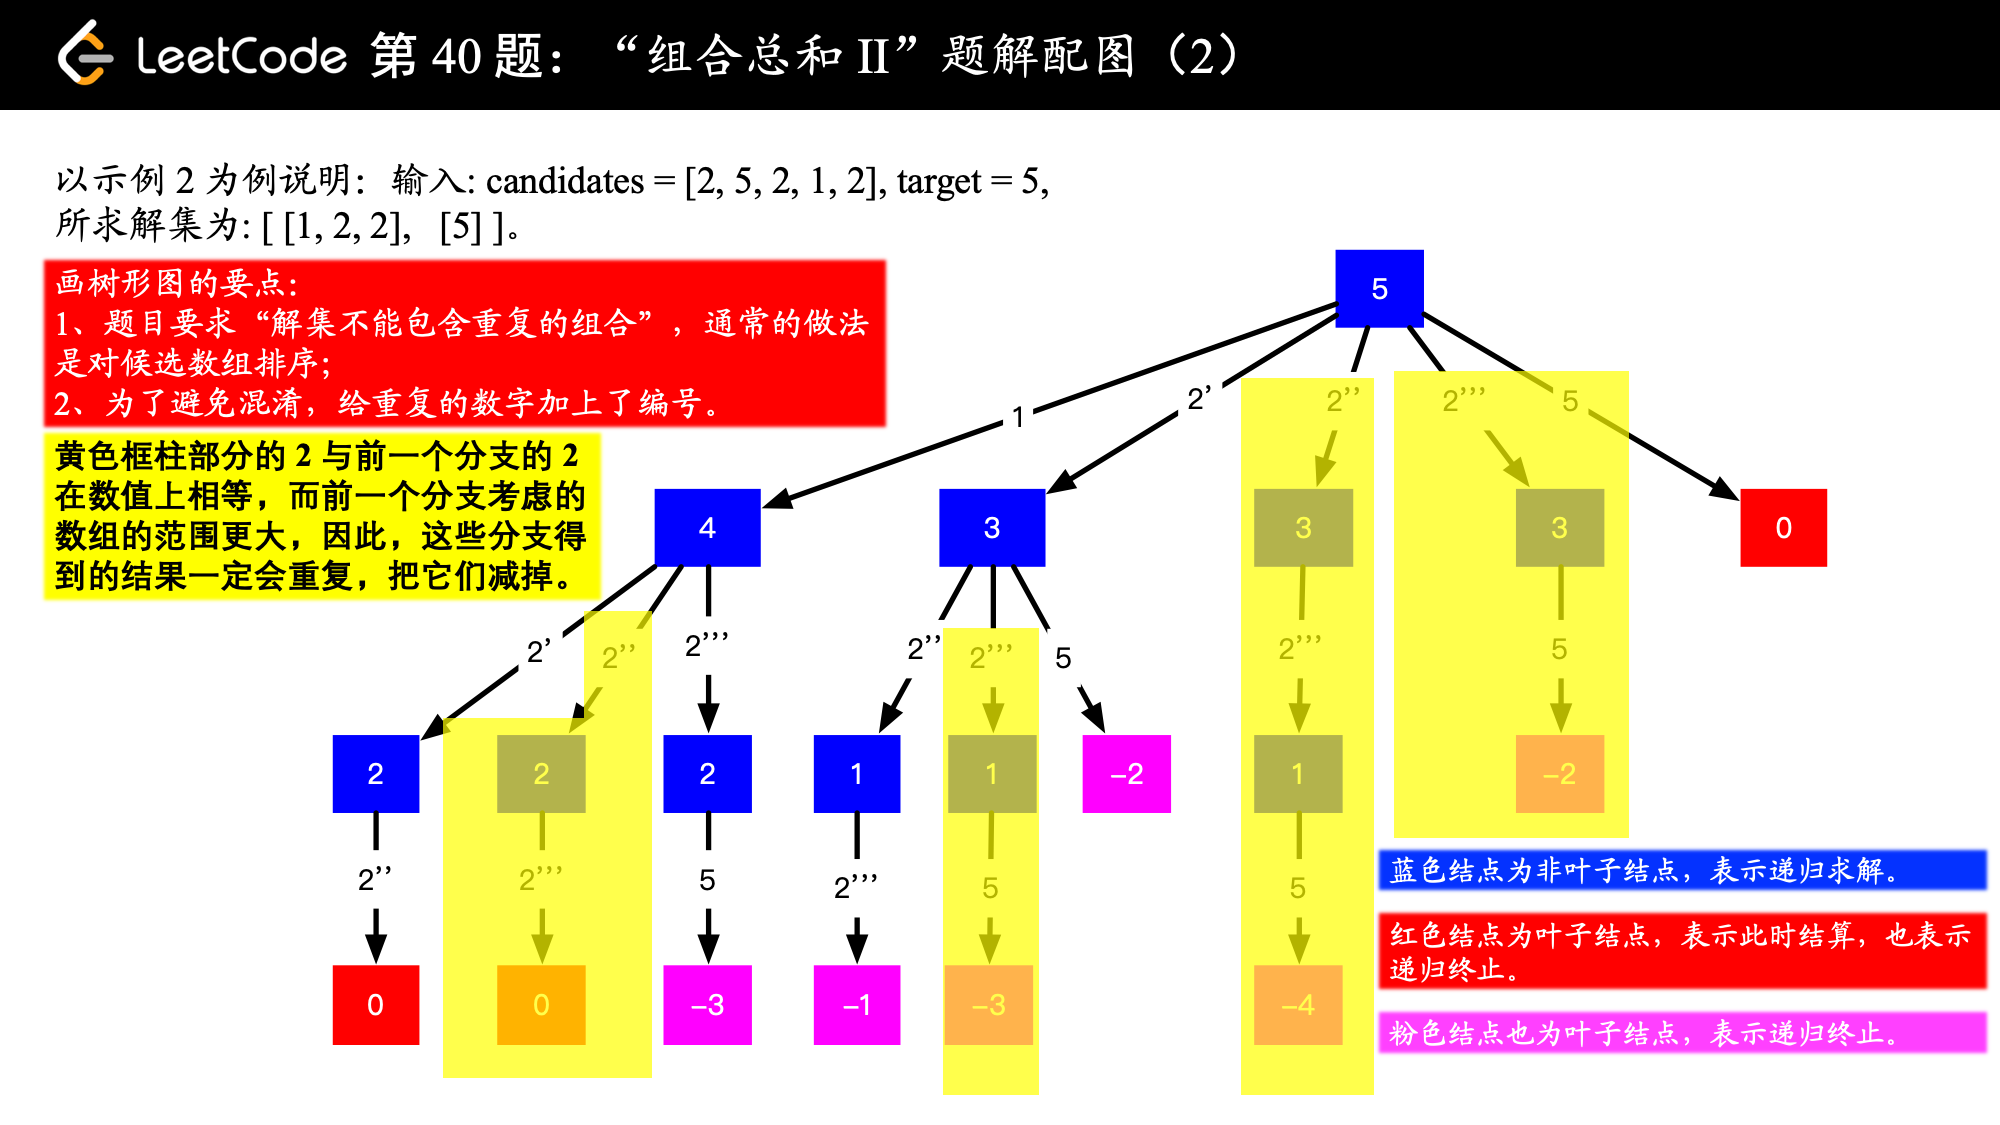 LeetCode 第 40 题：“组合总和 II”题解配图（2）
以示例 2 为例说明：输入: candidates = [2, 5, 2, 1, 2], target = 5,
所求解集为: [ [1, 2, 2], [5] ]。
画树形图的要点：
1、题目要求“解集不能包含重复的组合”，通常的做法
是对候选数组排序；
2、为了避免混淆，给重复的数字加上了编号。
黄色框柱部分的 2 与前一个分支的 2
在数值上相等，而前一个分支考虑的
数组的范围更大，因此，这些分支得
到的结果一定会重复，把它们减掉。
5
1 2’ 2’’ 2’’’ 5
4 3 3 3 0
2’ 2’’ 2’’’ 2’’ 2’’’ 5 2’’’ 5
2 2 2 1 1 -2 1 -2
2’’ 2’’’ 5 2’’’ 5 5
0 0 -3 -1 -3 -4
蓝色结点为非叶子结点，表示递归求解。
红色结点为叶子结点，表示此时结算，也表示
递归终止。
粉色结点也为叶子结点，表示递归终止。